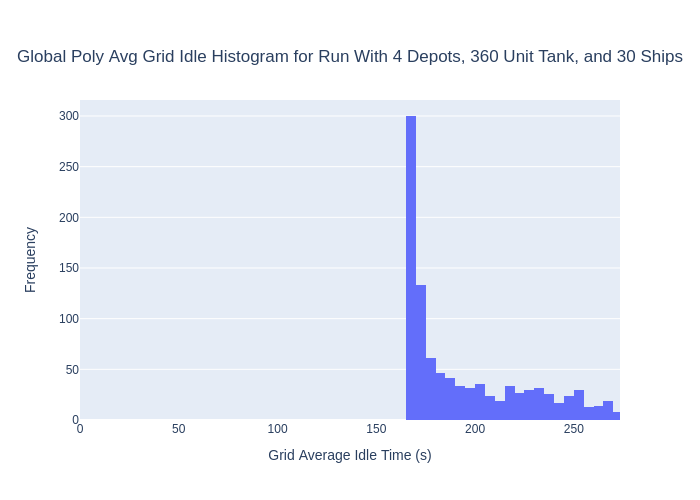 Global Poly Avg Grid Idle Histogram for Run With 4 Depots, 360 Unit Tank, and 30 Ships
300
250
200
150
100
50
0
Frequency
0 50 100 150 200 250
Grid Average Idle Time (s)